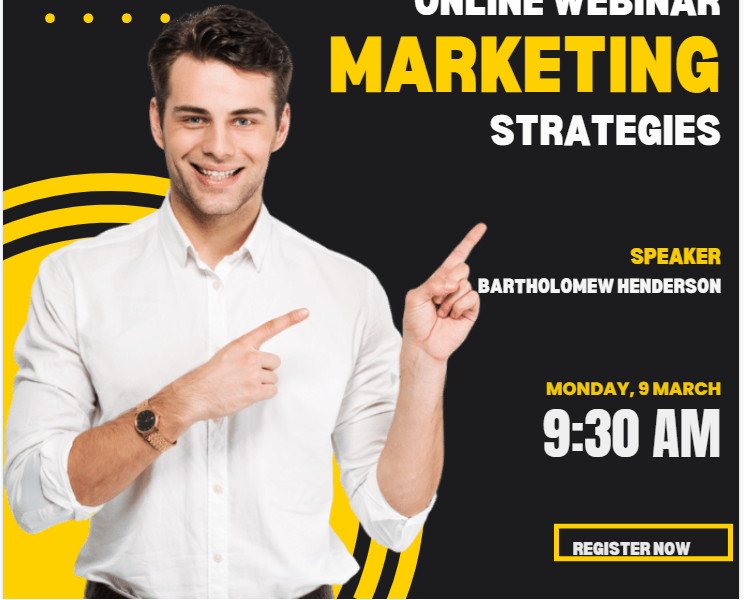 ONLINE WEBINAR
MARKETING
STRATEGIES
SPEAKER
BARTHOLOMEW HENDERSON
MONDAY, 9 MARCH
9:30 AM
REGISTER NOW